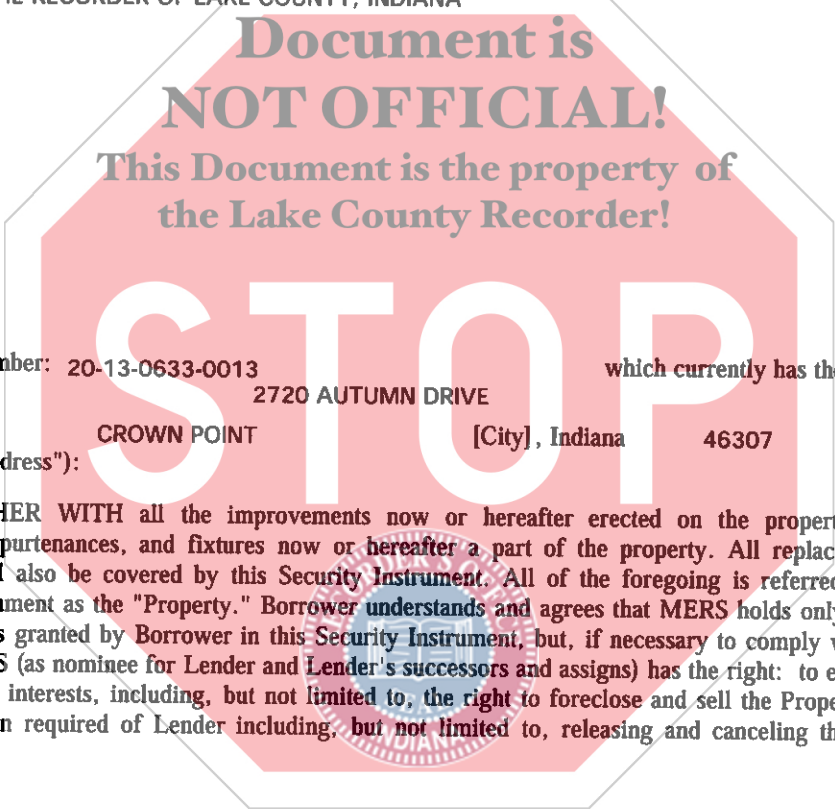 RECORDER OF LAKE COUNTY, INDIANA
Document is
NOT OFFICIAL!
This Document is the property of
the Lake County Recorder!
STOP
mber: 20-13-0633-0013 which currently has the
2720 AUTUMN DRIVE
CROWN POINT [City], Indiana 46307
dress"):
HER WITH all the improvements now or hereafter erected on the propert
purtenances, and fixtures now or hereafter a part of the property. All replac
also be covered by this Security Instrument. All of the foregoing is referred
ment as the "Property." Borrower understands and agrees that MERS holds only
s granted by Borrower in this Security Instrument, but, if necessary to comply
S (as nominee for Lender and Lender's successors and assigns) has the right: to e
interests, including, but not limited to, the right to foreclose and sell the Prope
n required of Lender including, but not limited to, releasing and canceling th
INDIANA